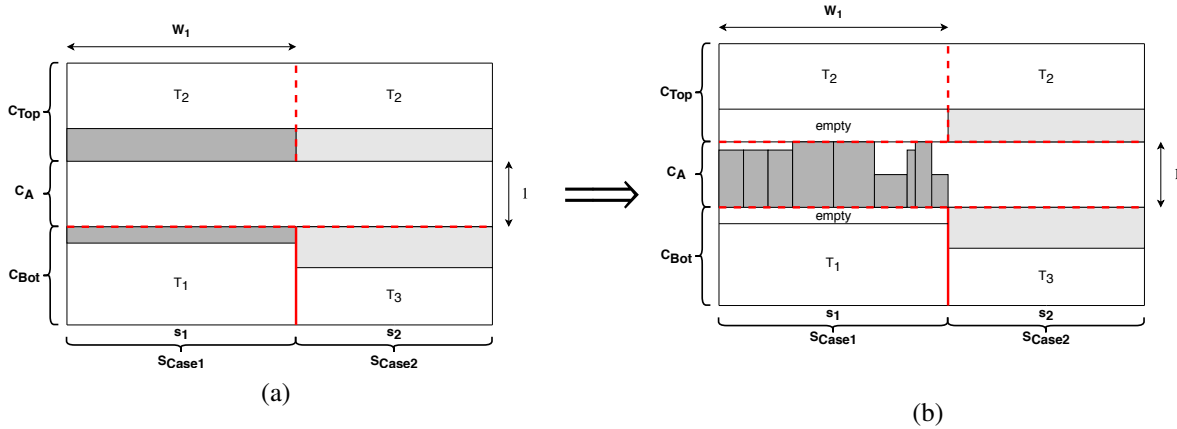 W1
CTop
T2
T2
CA
l
CBot
T1
T3
s1
s2
SCase1
SCase2
(a)
W1
CTop
T2
T2
empty
CA
l
empty
CBot
T1
T3
s1
s2
SCase1
SCase2
(b)